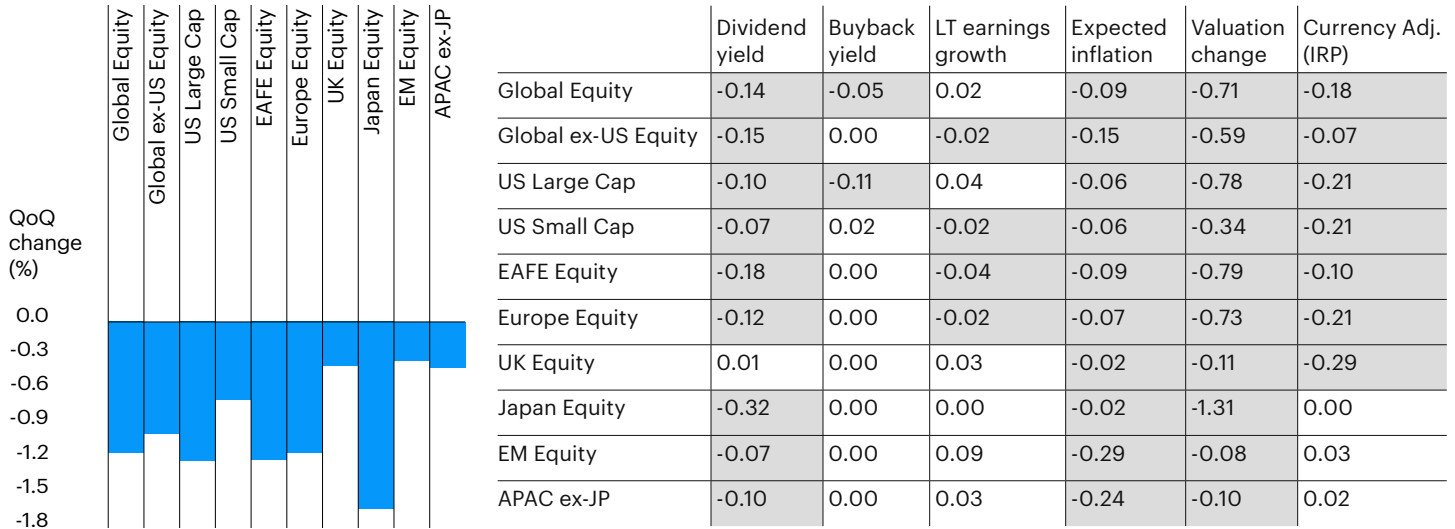 Global Equity
Global ex-US Equity
US Large Cap
US Small Cap
EAFE Equity
Europe Equity
UK Equity
Japan Equity
EM Equity
APAC ex-JP
QoQ
change
(%)
0.0
-0.3
-0.6
-0.9
-1.2
-1.5
-1.8
Dividend yield Buyback yield LT earnings growth Expected inflation Valuation change Currency Adj. (IRP)
Global Equity -0.14 -0.05 0.02 -0.09 -0.71 -0.18
Global ex-US Equity -0.15 0.00 -0.02 -0.15 -0.59 -0.07
US Large Cap -0.10 -0.11 0.04 -0.06 -0.78 -0.21
US Small Cap -0.07 0.02 -0.02 -0.06 -0.34 -0.21
EAFE Equity -0.18 0.00 -0.04 -0.09 -0.79 -0.10
Europe Equity -0.12 0.00 -0.02 -0.07 -0.73 -0.21
UK Equity 0.01 0.00 0.03 -0.02 -0.11 -0.29
Japan Equity -0.32 0.00 0.00 -0.02 -1.31 0.00
EM Equity -0.07 0.00 0.09 -0.29 -0.08 0.03
APAC ex-JP -0.10 0.00 0.03 -0.24 -0.10 0.02